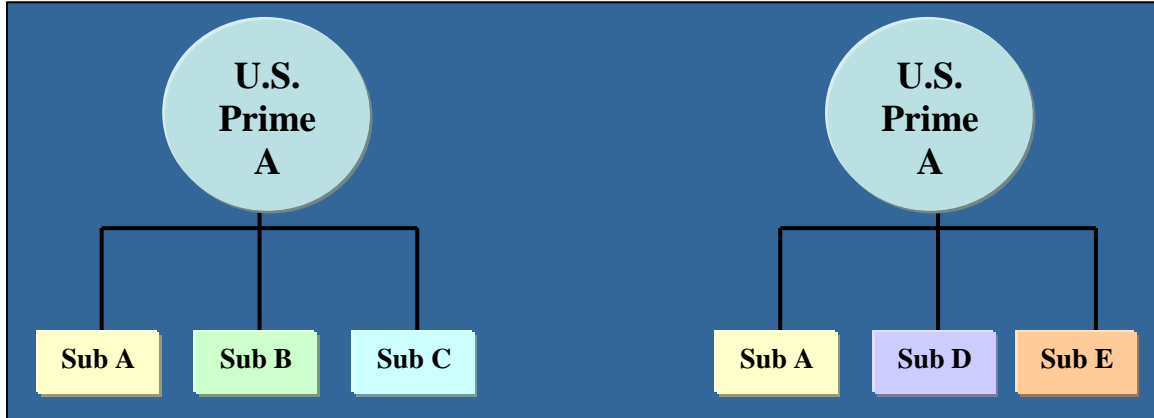 U.S.
Prime
A
U.S.
Prime
A
Sub A
Sub B
Sub C
Sub A
Sub D
Sub E